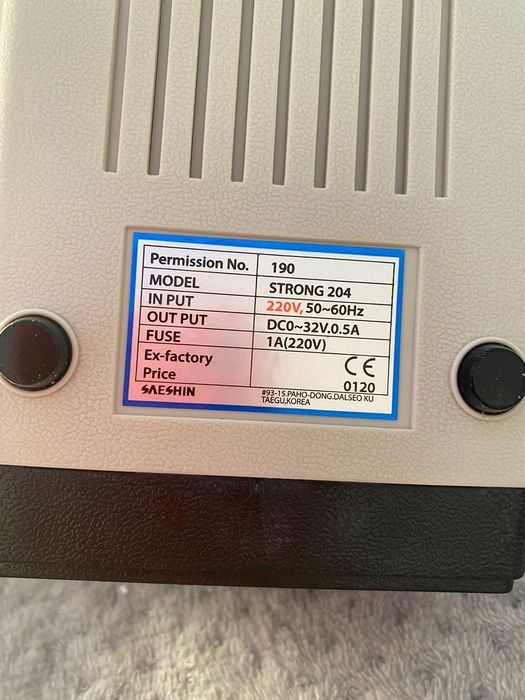 Permission No. 190
MODEL STRONG 204
IN PUT 220V, 50~60Hz
OUT PUT DC0~32V.0.5A
FUSE 1A(220V)
Ex-factory
Price CE 0120
SAESHIN #93-15.PAHO-DONG.DALSEO KU
TAEGU,KOREA